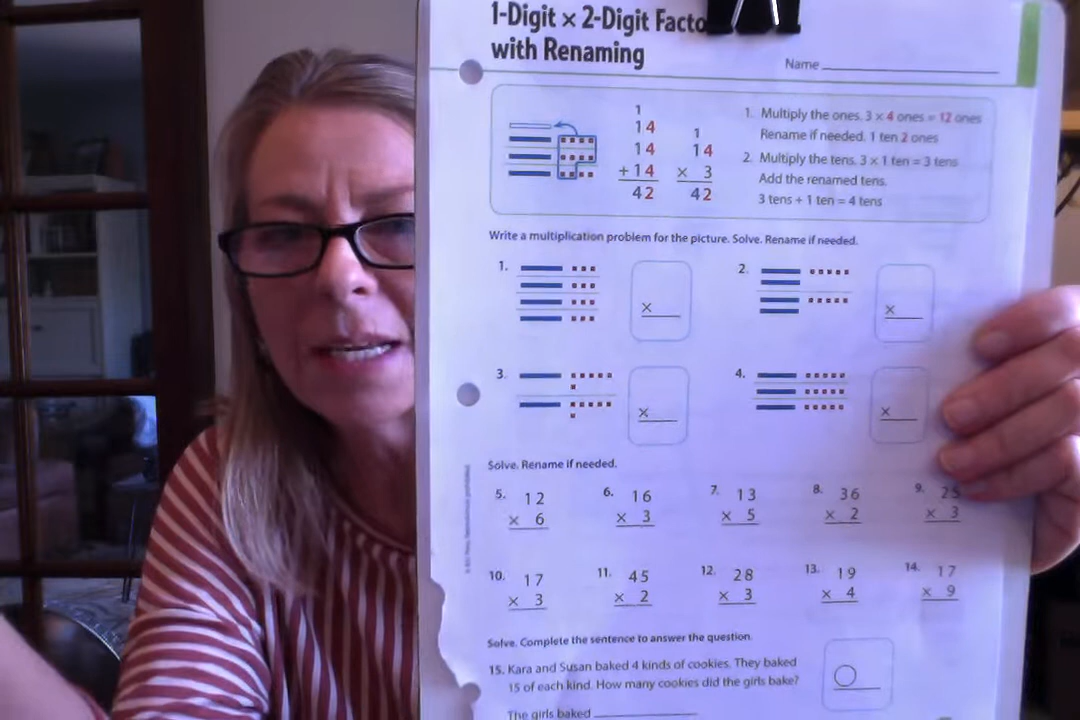 1-Digit × 2-Digit Facto
with Renaming
Name
1
14
14
+14
42
1
14
× 3
42
1. Multiply the ones. 3 × 4 ones = 12 ones
Rename if needed. 1 ten 2 ones
2. Multiply the tens. 3 × 1 ten = 3 tens
Add the renamed tens.
3 tens + 1 ten = 4 tens
Write a multiplication problem for the picture. Solve. Rename if needed.
1. ×
2. ×
3. ×
4. ×
Solve. Rename if needed.
5. 12
× 6
6. 16
× 3
7. 13
× 5
8. 36
× 2
9. 25
× 3
10. 17
× 3
11. 45
× 2
12. 28
× 3
13. 19
× 4
14. 17
× 9
Solve. Complete the sentence to answer the question.
15. Kara and Susan baked 4 kinds of cookies. They baked
15 of each kind. How many cookies did the girls bake?
The girls baked